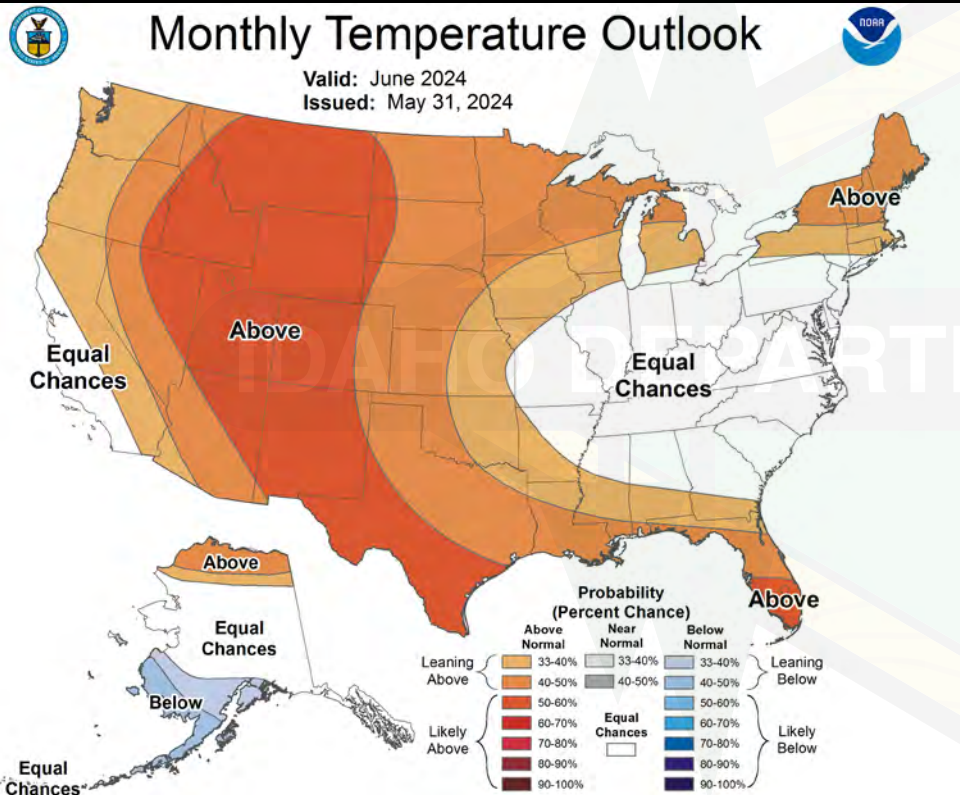 NOAA
Monthly Temperature Outlook
Valid: June 2024
Issued: May 31, 2024
Above
Above
Equal
Chances
Equal
Chances
IDAHO DEPARTI
Above
Equal
Chances
Below
Equal
Chances
Above
Probability
(Percent Chance)
Above
Normal
Near
Normal
Below
Normal
Leaning
Above
33-40%
33-40%
33-40%
Leaning
Below
40-50%
40-50%
40-50%
Likely
Above
50-60%
Equal
Chances
50-60%
Likely
Below
60-70%
60-70%
70-80%
70-80%
80-90%
80-90%
90-100%
90-100%